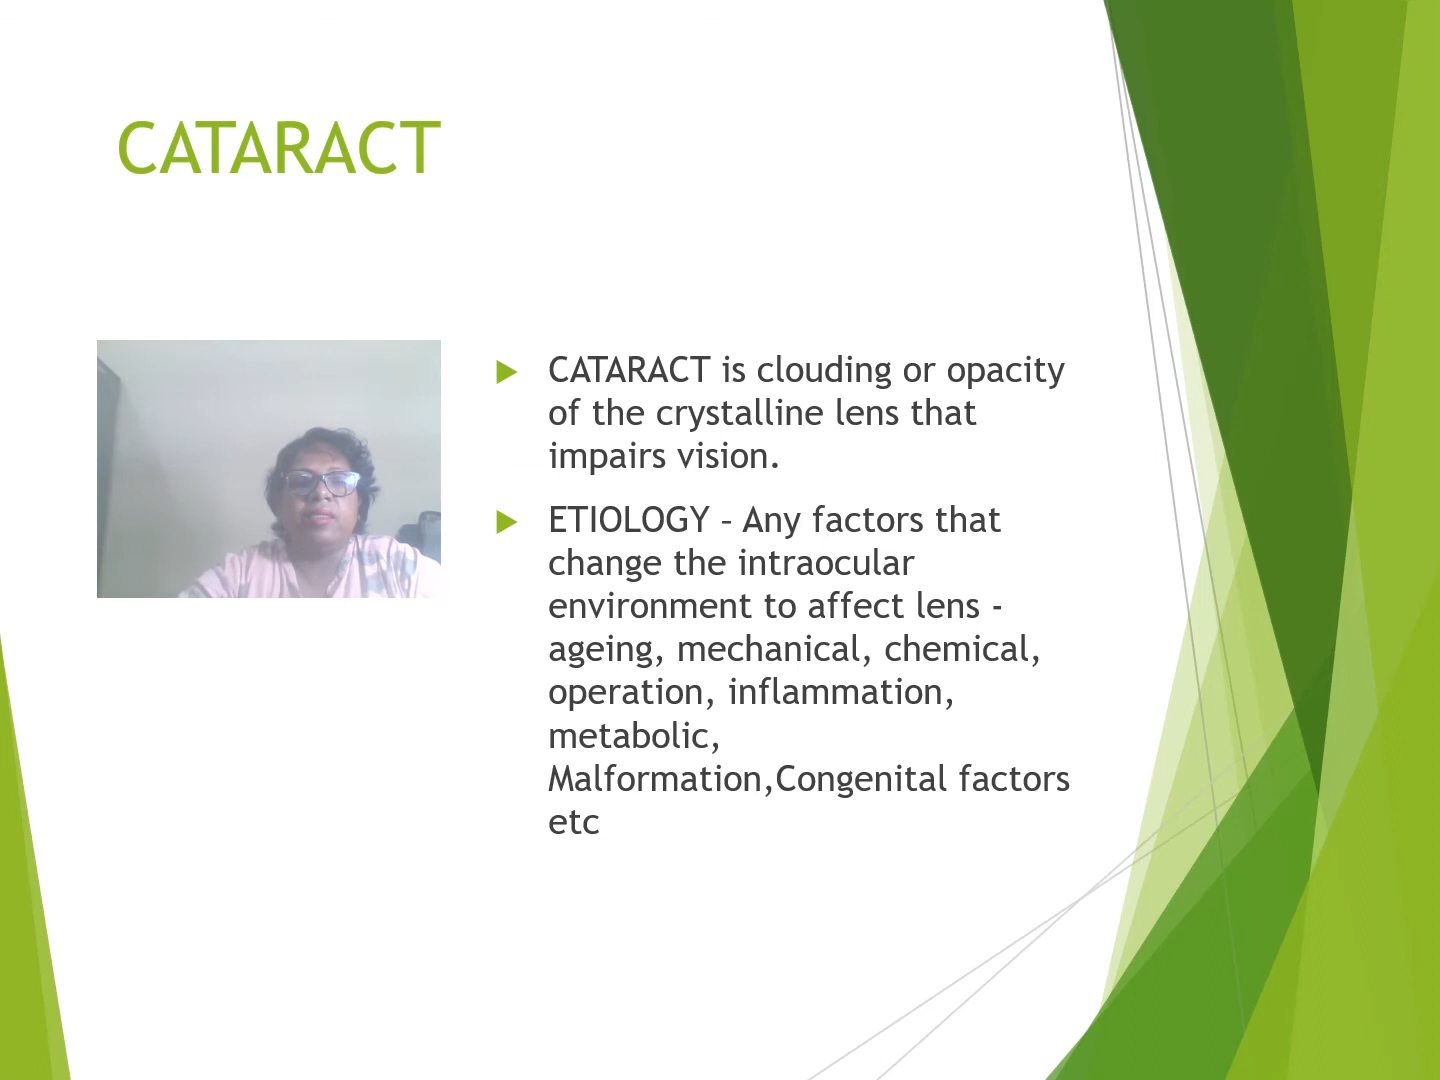 CATARACT
CATARACT is clouding or opacity
of the crystalline lens that
impairs vision.
ETIOLOGY – Any factors that
change the intraocular
environment to affect lens -
ageing, mechanical, chemical,
operation, inflammation,
metabolic,
Malformation,Congenital factors
etc